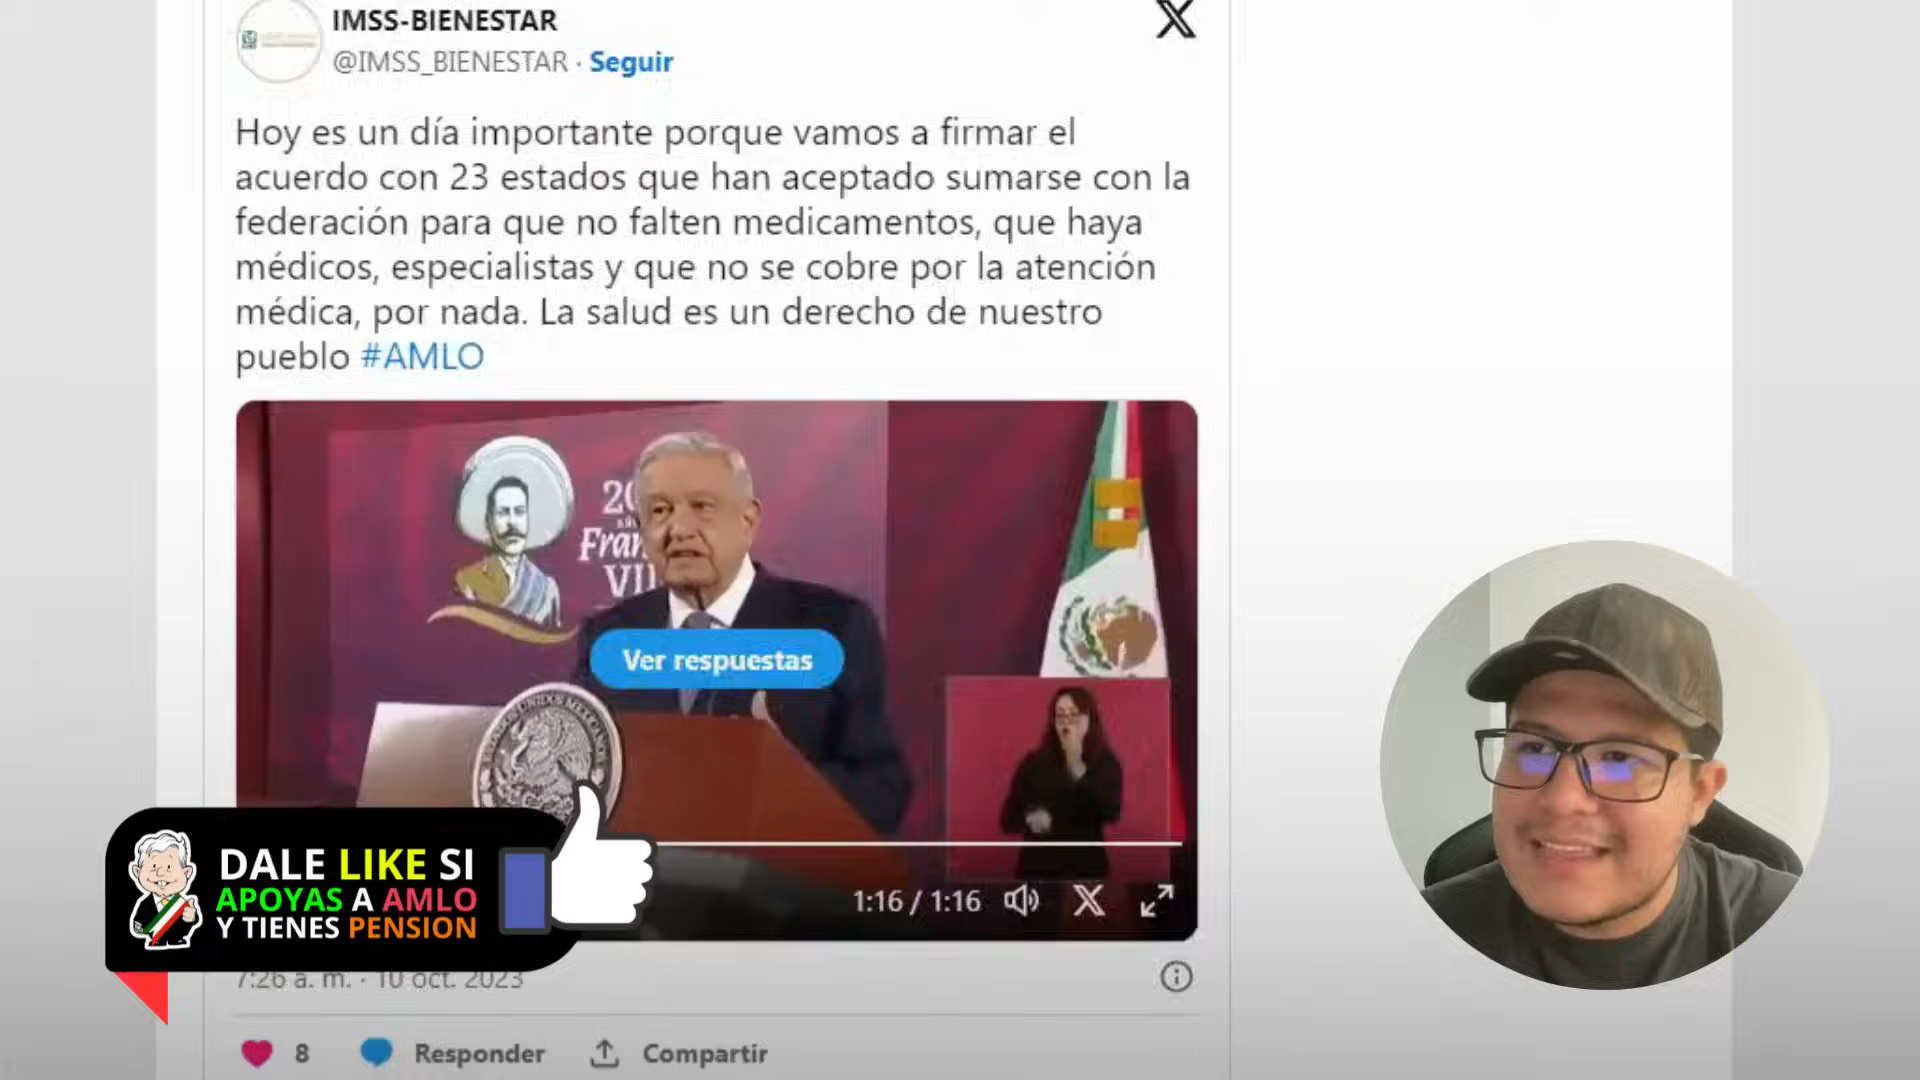 IMSS-BIENESTAR
@IMSS_BIENESTAR · Seguir
Hoy es un día importante porque vamos a firmar el
acuerdo con 23 estados que han aceptado sumarse con la
federación para que no falten medicamentos, que haya
médicos, especialistas y que no se cobre por la atención
médica, por nada. La salud es un derecho de nuestro
pueblo #AMLO
Ver respuestas
1:16 / 1:16
DALE LIKE SI
APOYAS A AMLO
Y TIENES PENSION
7:26 a. m. · 10 oct. 2023
8 Responder Compartir